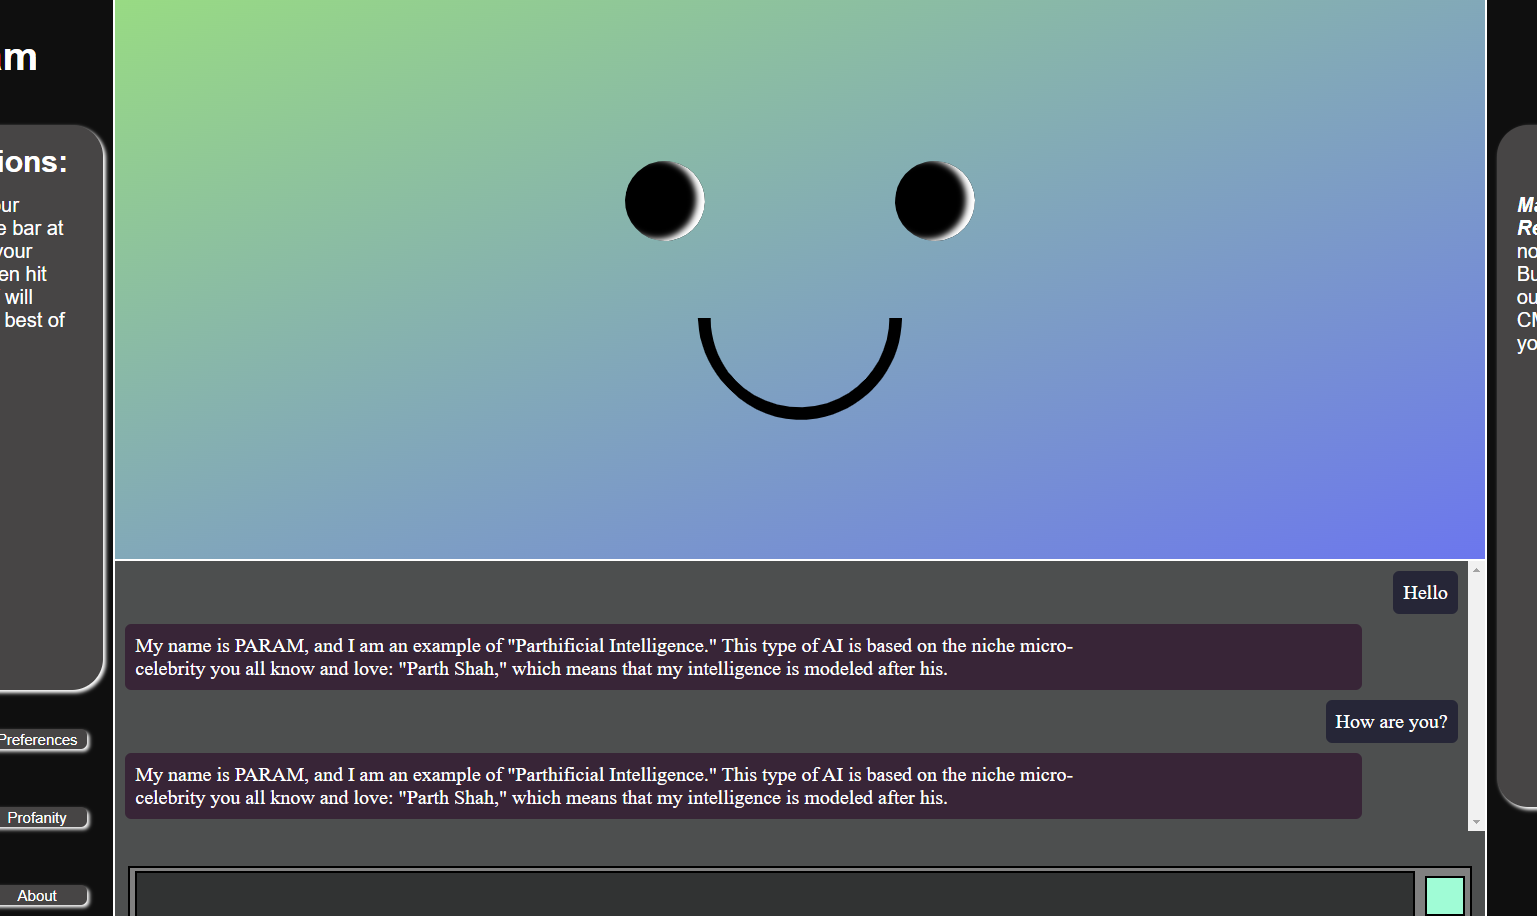 am
ions:
our
e bar at
your
en hit
will
best of
Preferences
Profanity
About
Hello
My name is PARAM, and I am an example of "Parthificial Intelligence." This type of AI is based on the niche micro-
celebrity you all know and love: "Parth Shah," which means that my intelligence is modeled after his.
How are you?
My name is PARAM, and I am an example of "Parthificial Intelligence." This type of AI is based on the niche micro-
celebrity you all know and love: "Parth Shah," which means that my intelligence is modeled after his.
Ma
Re
no
Bu
ou
CM
yo